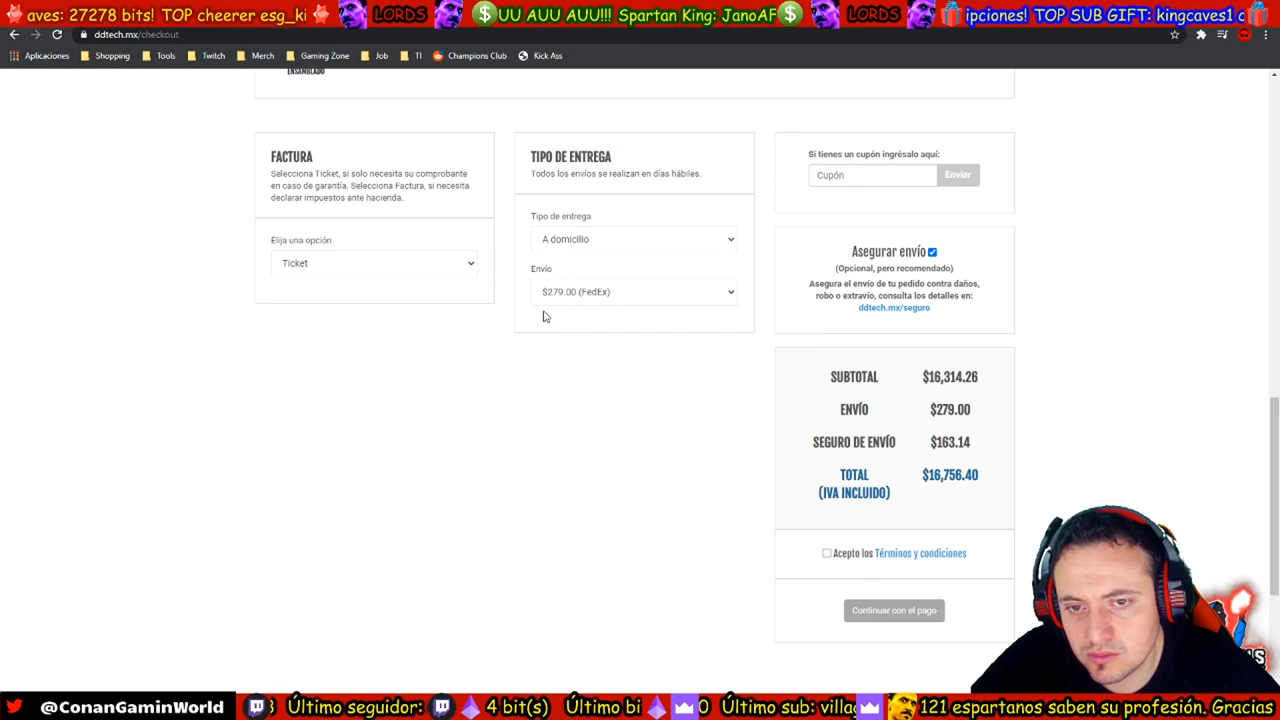 aves: 27278 bits! TOP cheerer esg_ki
LORDS
UU AUU AUU!!! Spartan King: JanoAF
LORDS
ipciones! TOP SUB GIFT: kingcaves1
ddtech.mx/checkout
Aplicaciones
Shopping
Tools
Twitch
Merch
Gaming Zone
Job
TI
Champions Club
Kick Ass
ENSAMBLADO
FACTURA
Selecciona Ticket, si solo necesita su comprobante
en caso de garantía. Selecciona Factura, si necesita
declarar impuestos ante hacienda.
Elija una opción
Ticket
TIPO DE ENTREGA
Todos los envíos se realizan en días hábiles.
Tipo de entrega
A domicilio
Envío
$279.00 (FedEx)
Si tienes un cupón ingrésalo aquí:
Cupón
Enviar
Asegurar envío
(Opcional, pero recomendado)
Asegura el envío de tu pedido contra daños,
robo o extravío, consulta los detalles en:
ddtech.mx/seguro
SUBTOTAL $16,314.26
ENVÍO $279.00
SEGURO DE ENVÍO $163.14
TOTAL $16,756.40
(IVA INCLUIDO)
Acepto los Términos y condiciones
Continuar con el pago
@ConanGaminWorld
Último seguidor:
4 bit(s)
Último bi
Último sub: villa
121 espartanos saben su profesión. Gracias